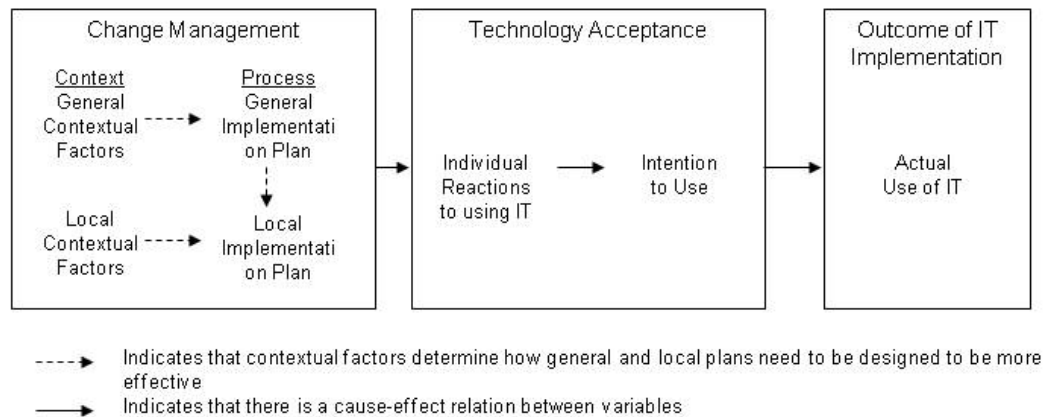 Change Management
Context
General
Contextual
Factors
Process
General
Implementati
on Plan
Local
Contextual
Factors
Local
Implementati
on Plan
Technology Acceptance
Individual
Reactions
to using IT
Intention
to Use
Outcome of IT
Implementation
Actual
Use of IT
Indicates that contextual factors determine how general and local plans need to be designed to be more
effective
Indicates that there is a cause-effect relation between variables